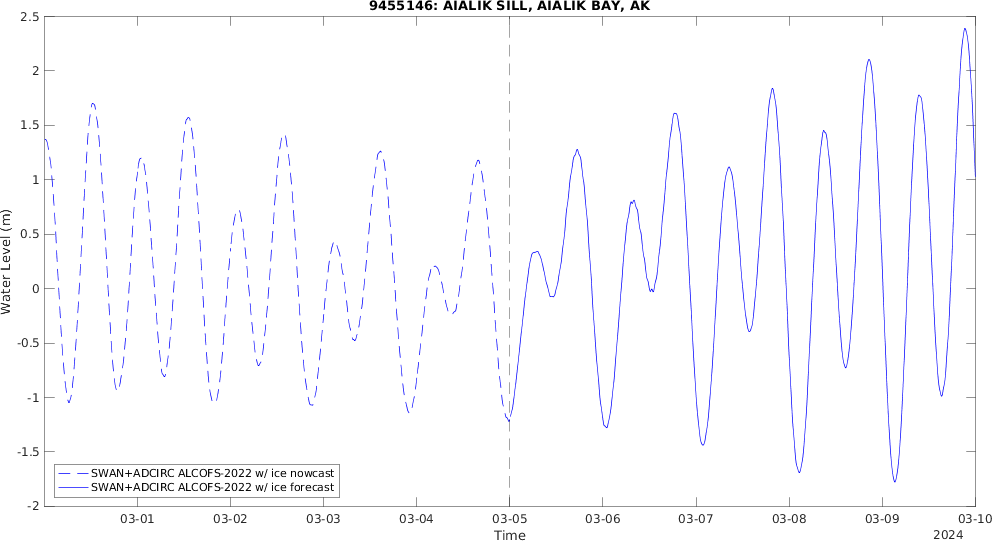 9455146: AIALIK SILL, AIALIK BAY, AK
2.5
2
1.5
1
0.5
0
-0.5
-1
-1.5
-2
Water Level (m)
SWAN+ADCIRC ALCOFS-2022 w/ ice nowcast
SWAN+ADCIRC ALCOFS-2022 w/ ice forecast
03-01 03-02 03-03 03-04 03-05 03-06 03-07 03-08 03-09 03-10
Time
2024